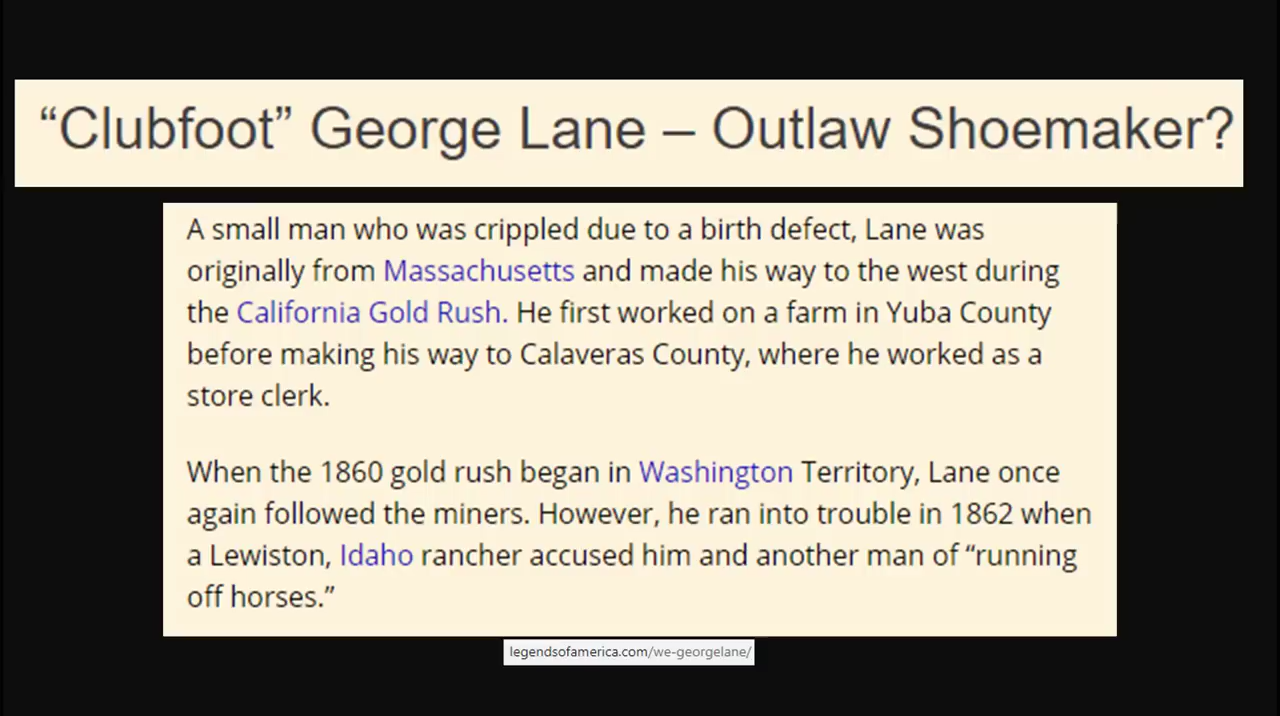 “Clubfoot” George Lane – Outlaw Shoemaker?
A small man who was crippled due to a birth defect, Lane was
originally from Massachusetts and made his way to the west during
the California Gold Rush. He first worked on a farm in Yuba County
before making his way to Calaveras County, where he worked as a
store clerk.
When the 1860 gold rush began in Washington Territory, Lane once
again followed the miners. However, he ran into trouble in 1862 when
a Lewiston, Idaho rancher accused him and another man of “running
off horses.”
legendsofamerica.com/we-georgelane/